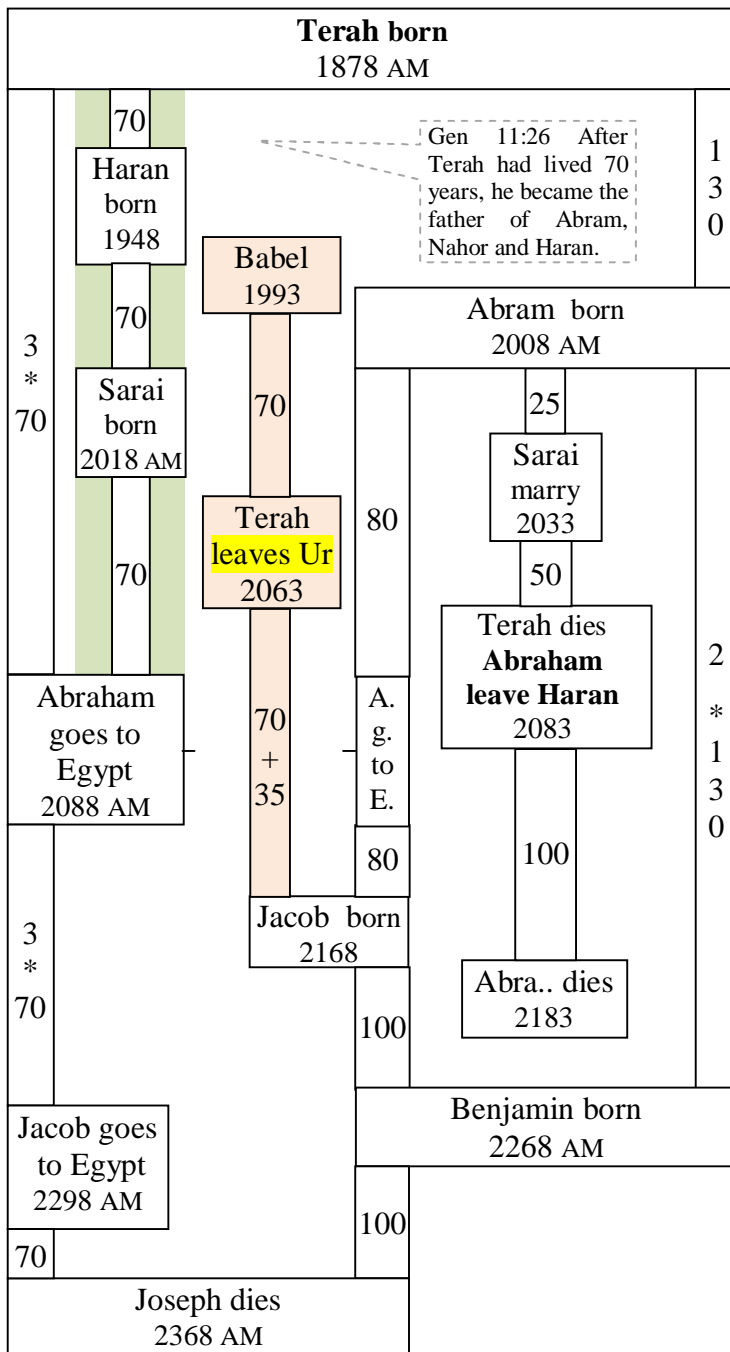 Terah born
1878 AM
70
Gen 11:26 After
Terah had lived 70
years, he became the
father of Abram,
Nahor and Haran.
1
3
0
Haran
born
1948
Babel
1993
70
Abram born
2008 AM
3
*
70
Sarai
born
2018 AM
70
80
25
Sarai
marry
2033
70
Terah
leaves Ur
2063
50
Terah dies
Abraham
leave Haran
2083
2
*
1
3
0
Abraham
goes to
Egypt
2088 AM
70
+
35
A.
g.
to
E.
80
100
Jacob born
2168
3
*
70
Abra.. dies
2183
100
Benjamin born
2268 AM
Jacob goes
to Egypt
2298 AM
100
70
Joseph dies
2368 AM